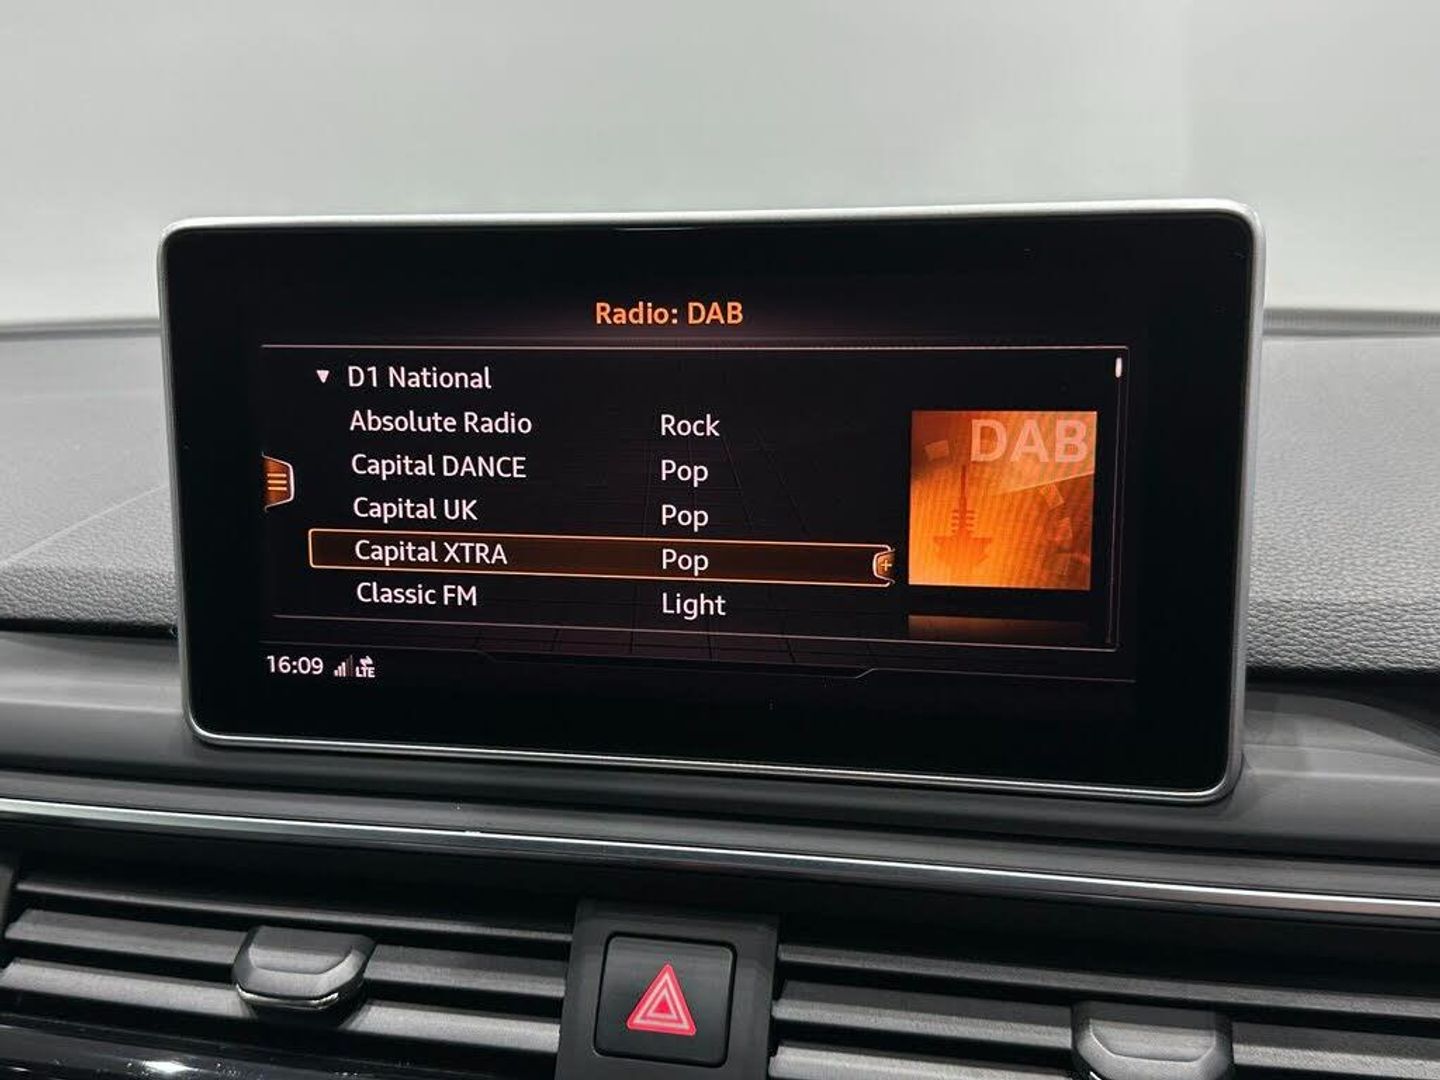 Radio: DAB
▼ D1 National
Absolute Radio Rock
Capital DANCE Pop
Capital UK Pop
Capital XTRA Pop
Classic FM Light
DAB
16:09 LTE